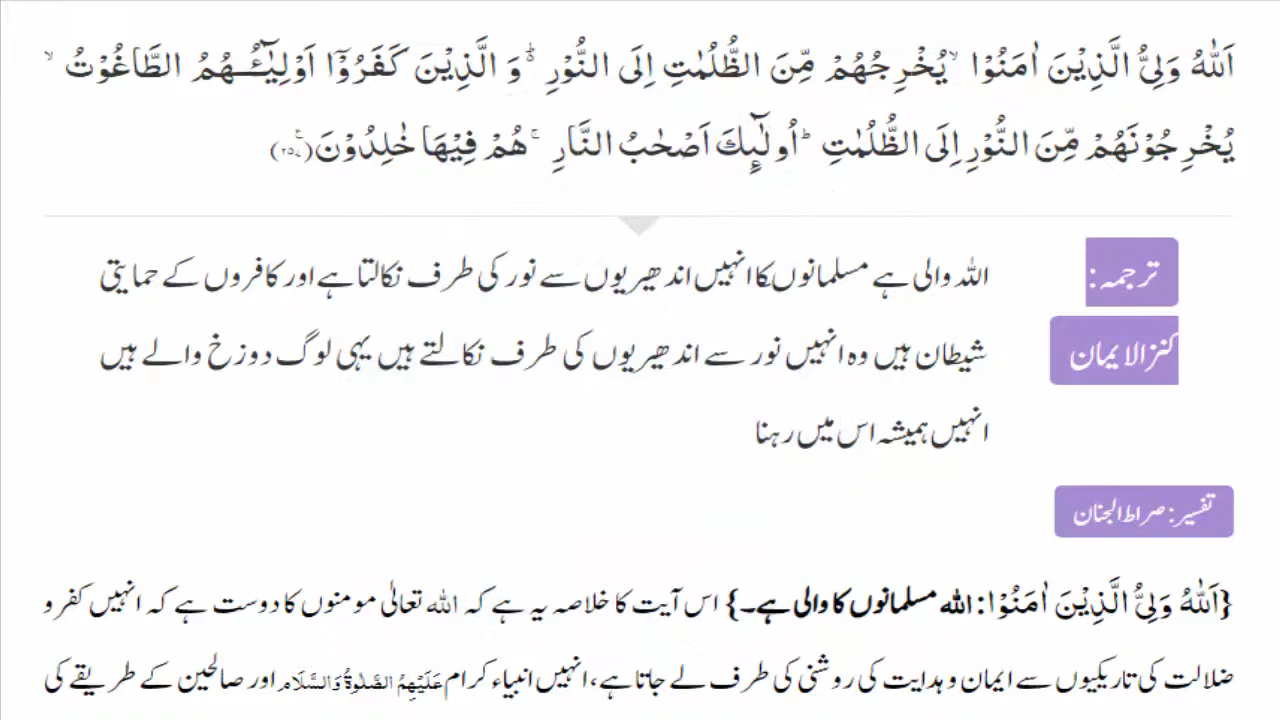 اَللّٰهُ وَلِیُّ الَّذِیْنَ اٰمَنُوْاۙ یُخْرِجُهُمْ مِّنَ الظُّلُمٰتِ اِلَى النُّوْرِ۬ؕ وَ الَّذِیْنَ كَفَرُوْۤا اَوْلِیٰٓـٴُـهُمُ الطَّاغُوْتُۙ
یُخْرِجُوْنَهُمْ مِّنَ النُّوْرِ اِلَى الظُّلُمٰتِؕ اُولٰٓىٕكَ اَصْحٰبُ النَّارِۚ هُمْ فِیْهَا خٰلِدُوْنَ۠(۲۵۷)
ترجمہ:
کنزالایمان
اللہ والی ہے مسلمانوں کا انہیں اندھیریوں سے نور کی طرف نکالتا ہے اور کافروں کے حمایتی
شیطان ہیں وہ انہیں نور سے اندھیریوں کی طرف نکالتے ہیں یہی لوگ دوزخ والے ہیں
انہیں ہمیشہ اس میں رہنا
تفسیر: صراط الجنان
{اَللّٰهُ وَلِیُّ الَّذِیْنَ اٰمَنُوْا: اللہ مسلمانوں کا والی ہے۔} اس آیت کا خلاصہ یہ ہے کہ اللہ تعالٰی مومنوں کا دوست ہے کہ انہیں کفر و
ضلالت کی تاریکیوں سے ایمان و ہدایت کی روشنی کی طرف لے جاتا ہے، انہیں انبیاء کرام عَلَیْہِمُ الصَّلٰوۃُ وَالسَّلَام اور صالحین کے طریقے کی